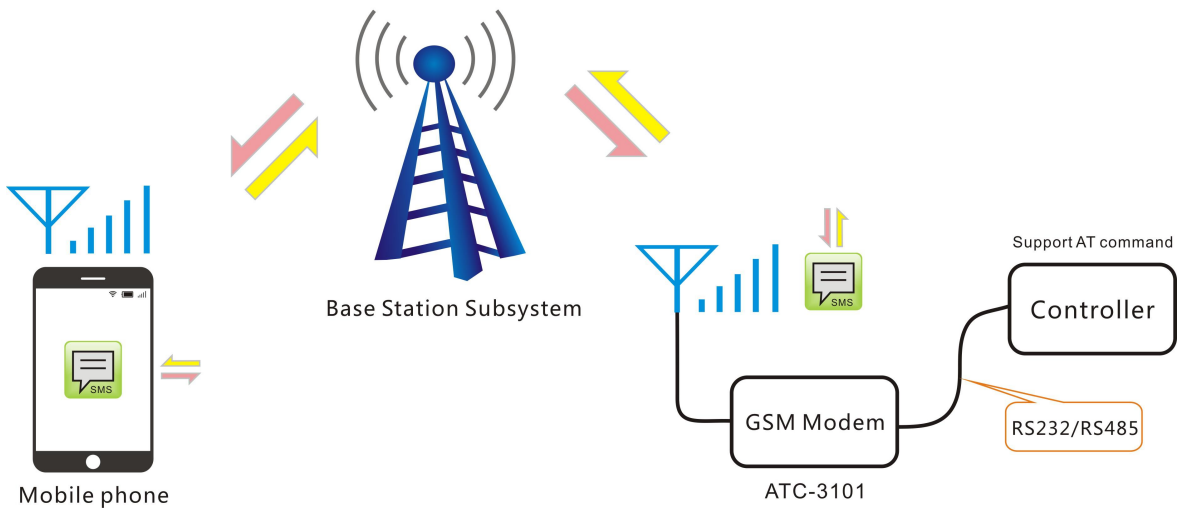 Base Station Subsystem
Support AT command
Controller
SMS
SMS
GSM Modem
RS232/RS485
ATC-3101
Mobile phone